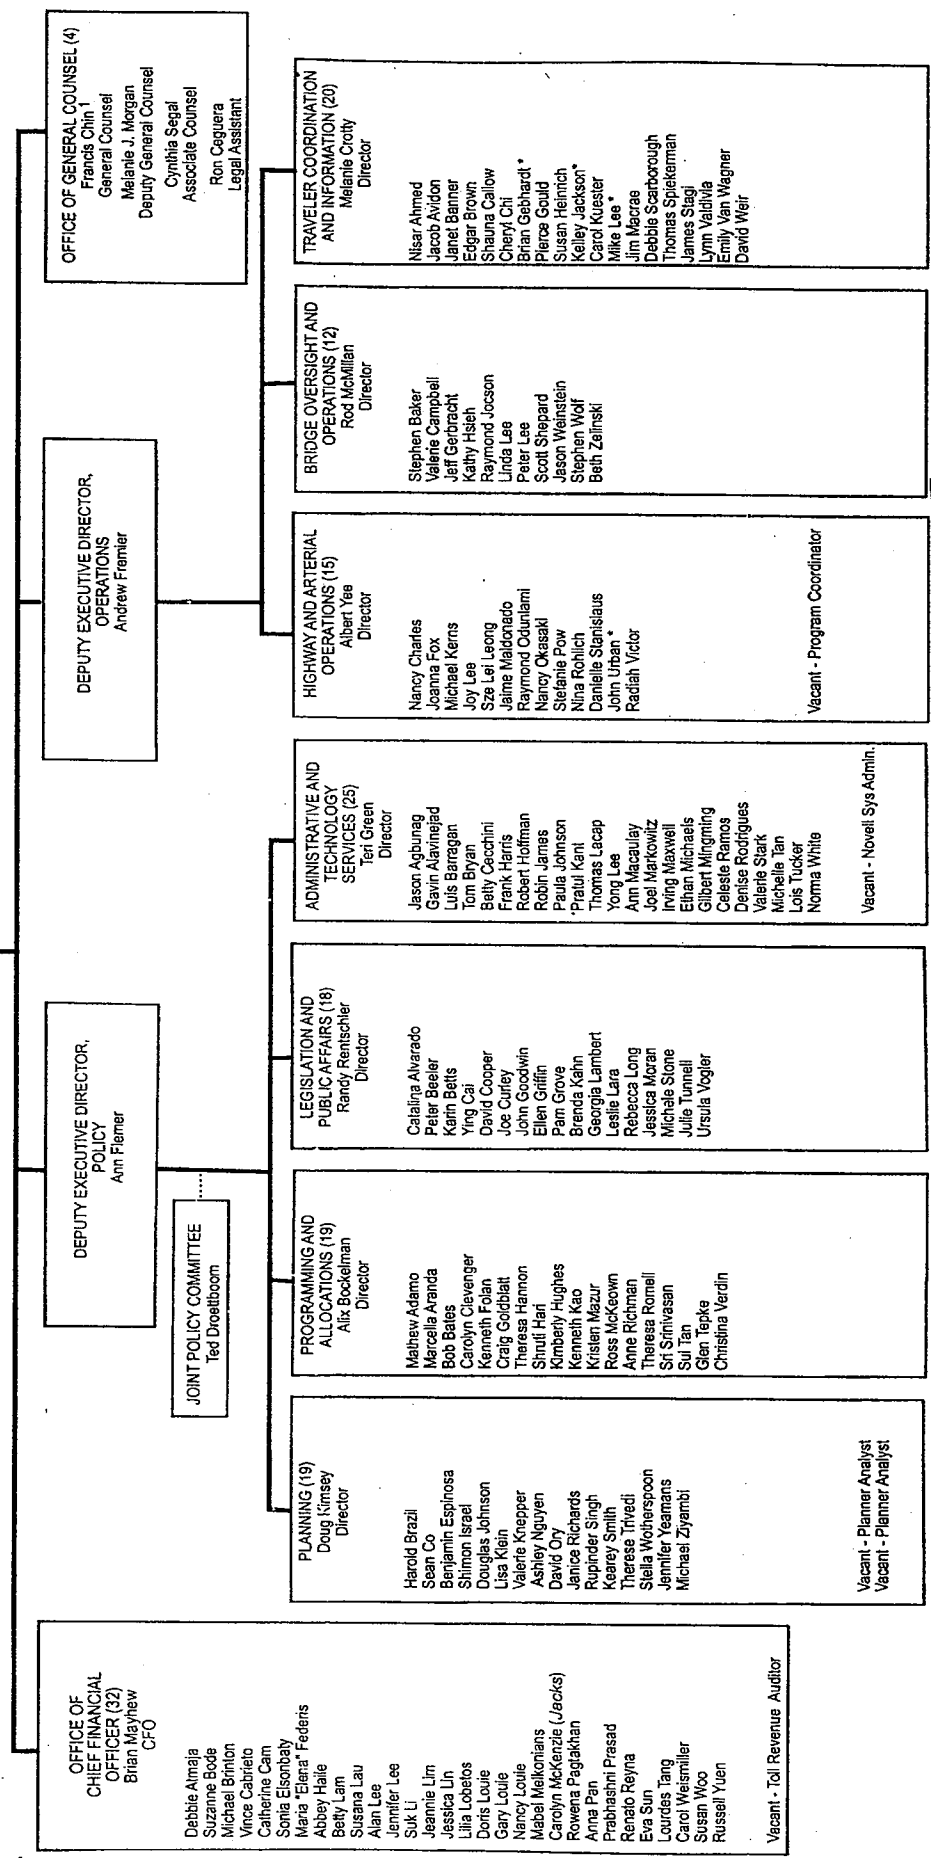 OFFICE OF
CHIEF FINANCIAL
OFFICER (32)
Brian Mayhew
CFO
Debbie Atmaja
Suzanne Bode
Michael Brinton
Vince Cabrieto
Catherine Cam
Sonia Elsonbaty
Maria "Elena" Federis
Abbey Haile
Betty Lam
Susana Lau
Alan Lee
Jennifer Lee
Suk Li
Jeannie Lim
Jessica Lin
Lilia Lobetos
Doris Louie
Gary Louie
Nancy Louie
Mabel Melkonians
Carolyn McKenzie (Jacks)
Rowena Pagtakhan
Anna Pan
Prabhashni Prasad
Renato Reyna
Eva Sun
Lourdes Tang
Carol Weismiller
Susan Woo
Russell Yuen
Vacant - Toll Revenue Auditor
DEPUTY EXECUTIVE DIRECTOR,
POLICY
Ann Flemer
JOINT POLICY COMMITTEE
Ted Droettboom
PLANNING (19)
Doug Kimsey
Director
Harold Brazil
Sean Co
Benjamin Espinosa
Shimon Israel
Douglas Johnson
Lisa Klein
Valerie Knepper
Ashley Nguyen
David Ory
Janice Richards
Rupinder Singh
Kearey Smith
Therese Trivedi
Stella Wotherspoon
Jennifer Yeamans
Michael Ziyambi
Vacant - Planner Analyst
Vacant - Planner Analyst
PROGRAMMING AND
ALLOCATIONS (19)
Alix Bockelman
Director
Mathew Adamo
Marcella Aranda
Bob Bates
Carolyn Clevenger
Kenneth Folan
Craig Goldblatt
Theresa Hannon
Shruti Hari
Kimberly Hughes
Kenneth Kao
Kristen Mazur
Ross McKeown
Anne Richman
Theresa Romell
Sri Srinivasan
Sui Tan
Glen Tepke
Christina Verdin
LEGISLATION AND
PUBLIC AFFAIRS (18)
Randy Rentschler
Director
Catalina Alvarado
Peter Beeler
Karin Betts
Ying Cai
David Cooper
Joe Curley
John Goodwin
Ellen Griffin
Pam Grove
Brenda Kahn
Georgia Lambert
Leslie Lara
Rebecca Long
Jessica Moran
Michele Stone
Julie Tunnell
Ursula Vogler
ADMINISTRATIVE AND
TECHNOLOGY
SERVICES (25)
Teri Green
Director
Jason Agbunag
Gavin Alavinejad
Luis Barragan
Tom Bryan
Betty Cecchini
Frank Harris
Robert Hoffman
Robin James
Paula Johnson
*Pratul Kant
Thomas Lacap
Yong Lee
Ann Macaulay
Joel Markowitz
Irving Maxwell
Ethan Michaels
Gilbert Mingming
Celeste Ramos
Denise Rodrigues
Valerie Stark
Michelle Tan
Lois Tucker
Norma White
Vacant - Novell Sys Admin.
DEPUTY EXECUTIVE DIRECTOR,
OPERATIONS
Andrew Fremier
HIGHWAY AND ARTERIAL
OPERATIONS (15)
Albert Yee
Director
Nancy Charles
Joanna Fox
Michael Kerns
Joy Lee
Sze Lei Leong
Jaime Maldonado
Raymond Odunlami
Nancy Okasaki
Stefanie Pow
Nina Rohlich
Danielle Stanislaus
John Urban *
Radiah Victor
Vacant - Program Coordinator
BRIDGE OVERSIGHT AND
OPERATIONS (12)
Rod McMillan
Director
Stephen Baker
Valerie Campbell
Jeff Gerbracht
Kathy Hsieh
Raymond Jocson
Linda Lee
Peter Lee
Scott Shepard
Jason Weinstein
Stephen Wolf
Beth Zelinski
TRAVELER COORDINATION
AND INFORMATION (20)
Melanie Crotty
Director
Nisar Ahmed
Jacob Avidon
Janet Banner
Edgar Brown
Shauna Callow
Cheryl Chi
Brian Gebhardt*
Pierce Gould
Susan Heinrich
Kelley Jackson*
Carol Kuester
Mike Lee*
Jim Macrae
Debbie Scarborough
Thomas Spiekerman
James Stagi
Lynn Valdivia
Emily Van Wagner
David Weir
OFFICE OF GENERAL COUNSEL (4)
Francis Chin 1
General Counsel
Melanie J. Morgan
Deputy General Counsel
Cynthia Segal
Associate Counsel
Ron Ceguera
Legal Assistant